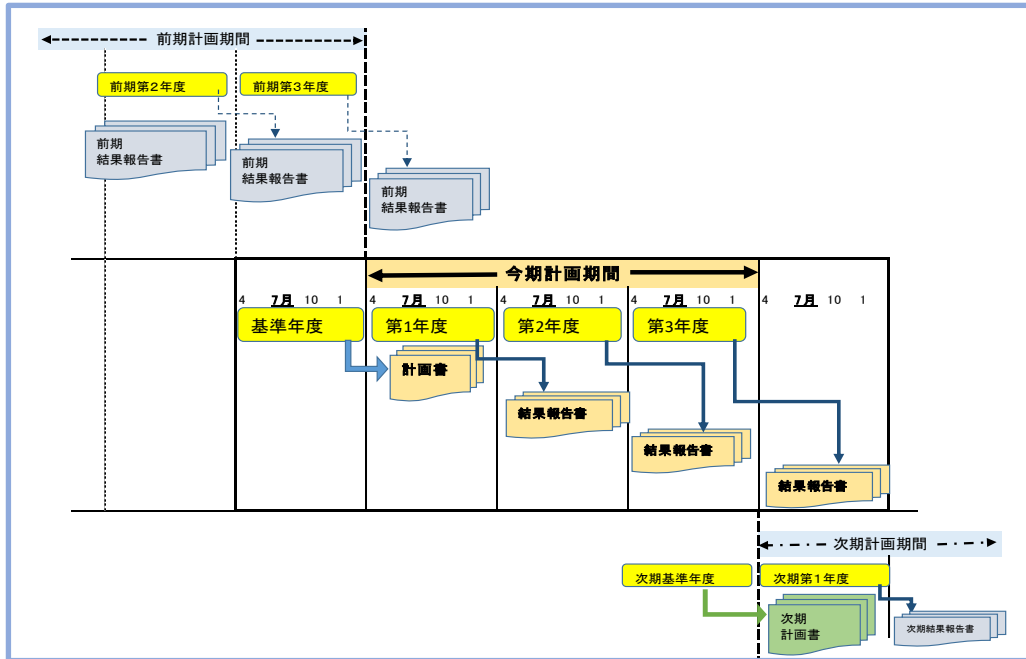 前期計画期間
前期第2年度
前期第3年度
前期
結果報告書
前期
結果報告書
前期
結果報告書
今期計画期間
4 7月 10 1
4 7月 10 1
4 7月 10 1
4 7月 10 1
4 7月 10 1
基準年度
第1年度
第2年度
第3年度
計画書
結果報告書
結果報告書
結果報告書
次期計画期間
次期基準年度
次期第1年度
次期
計画書
次期結果報告書